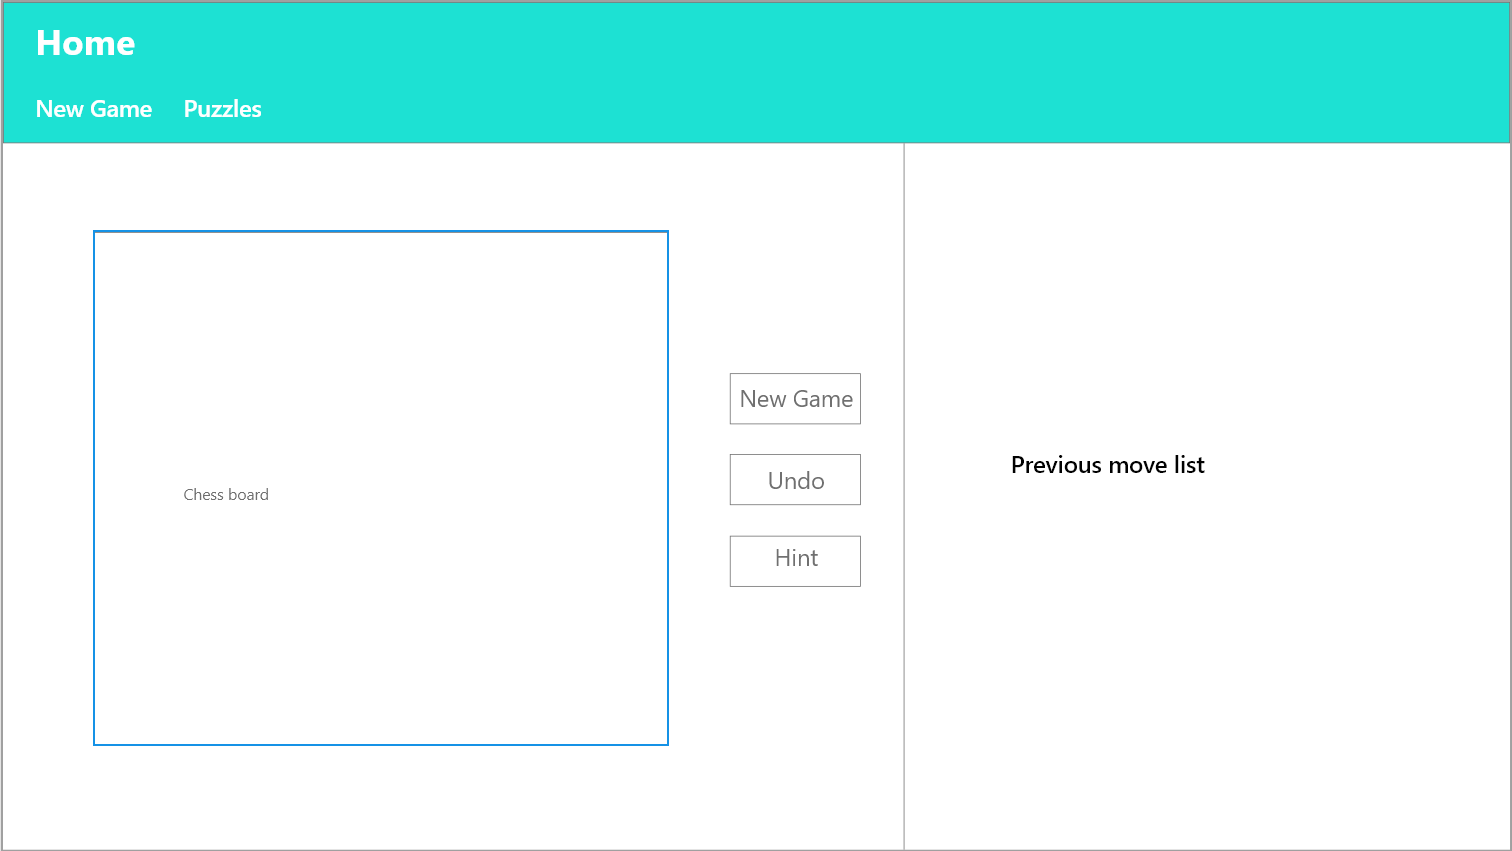 Home
New Game Puzzles
Chess board
New Game
Undo
Hint
Previous move list